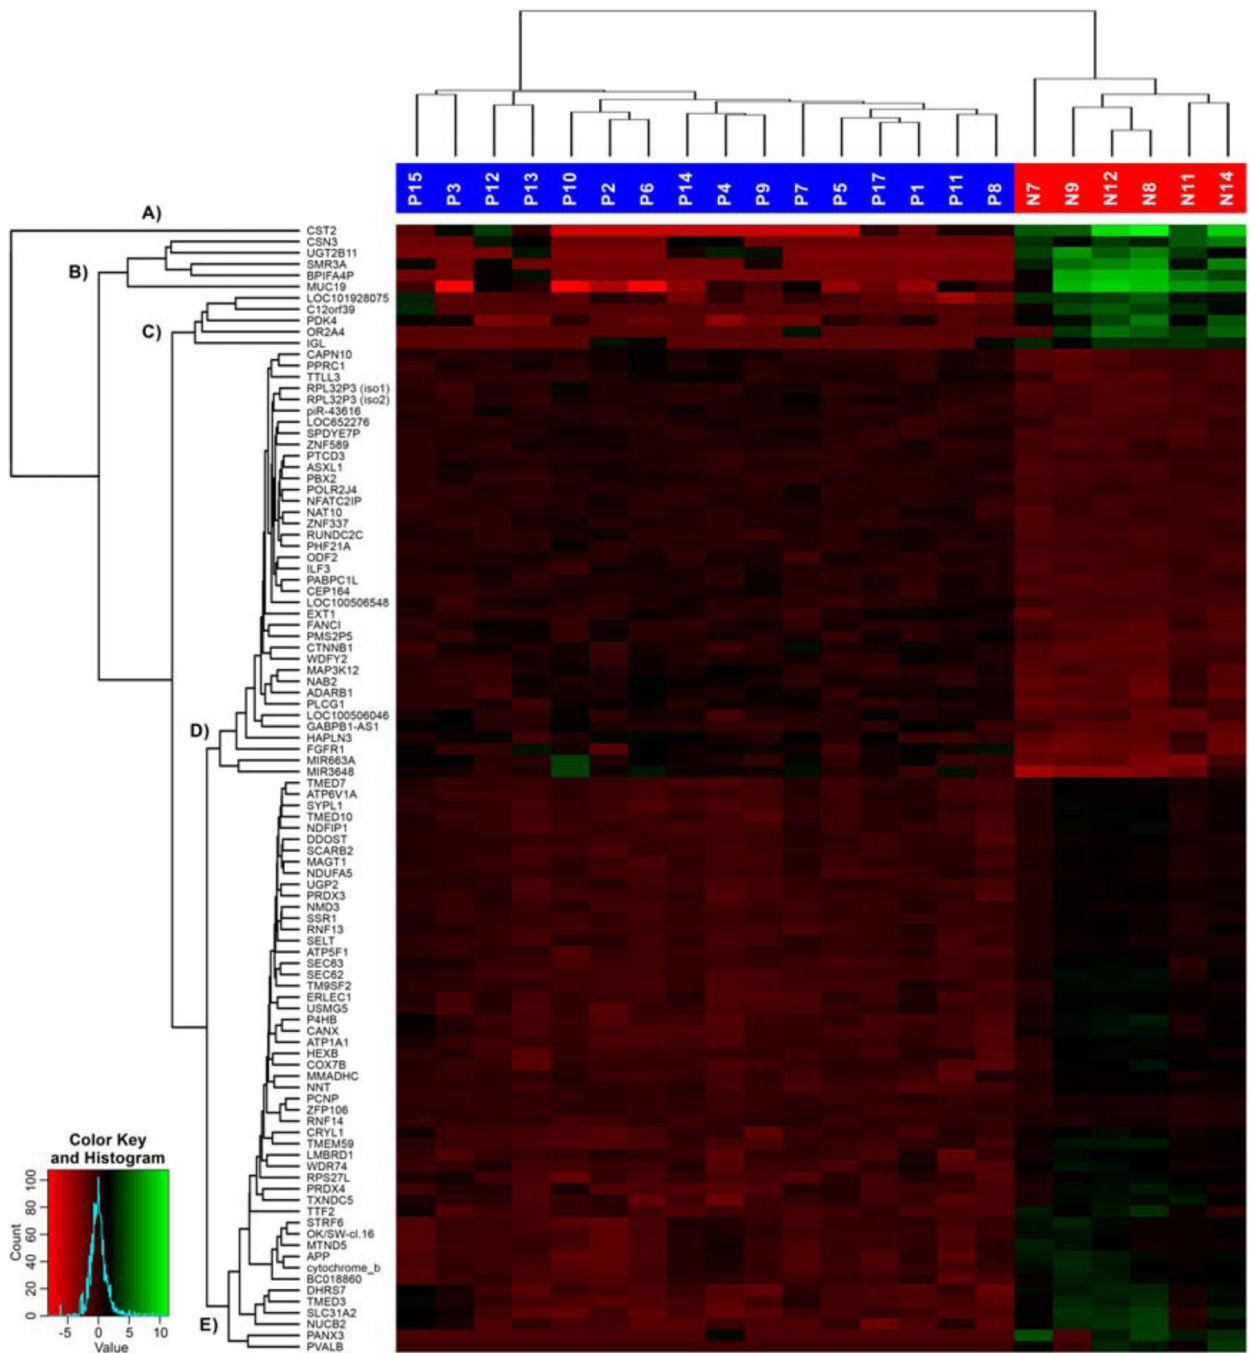 P15 P3 P12 P13 P10 P2 P6 P14 P4 P9 P7 P5 P17 P1 P11 P8 N7 N9 N12 N8 N11 N14
A)
CST2
CSN3
UGT2B11
SMR3A
B)
BPIFA4P
MUC19
LOC101928075
C12orf39
PDK4
C)
OR2A4
IGL
CAPN10
PPRC1
TTLL3
RPL32P3 (iso1)
RPL32P3 (iso2)
piR-43616
LOC652276
SPDYE7P
ZNF589
PTCD3
ASXL1
PBX2
POLR2J4
NFATC2IP
NAT10
ZNF337
RUNDC2C
PHF21A
ODF2
ILF3
PABPC1L
CEP164
LOC100506548
EXT1
FANCI
PMS2P5
CTNNB1
WDFY2
MAP3K12
NAB2
ADARB1
PLCG1
LOC100506046
GABPB1-AS1
D)
HAPLN3
FGFR1
MIR663A
MIR3648
TMED7
ATP6V1A
SYPL1
TMED10
NDFIP1
DDOST
SCARB2
MAGT1
NDUFA5
UGP2
PRDX3
NMD3
SSR1
RNF13
SELT
ATP5F1
SEC63
SEC62
TM9SF2
ERLEC1
USMG5
P4HB
CANX
ATP1A1
HEXB
COX7B
MMADHC
NNT
PCNP
ZFP106
RNF14
CRYL1
TMEM59
LMBRD1
WDR74
RPS27L
PRDX4
TXNDC5
TTF2
STRF6
OK/SW-cl.16
MTND5
APP
cytochrome_b
BC018860
DHRS7
TMED3
SLC31A2
E)
NUCB2
PANX3
PVALB
Color Key
and Histogram
Count
0 20 40 60 80 100
-5 0 5 10
Value